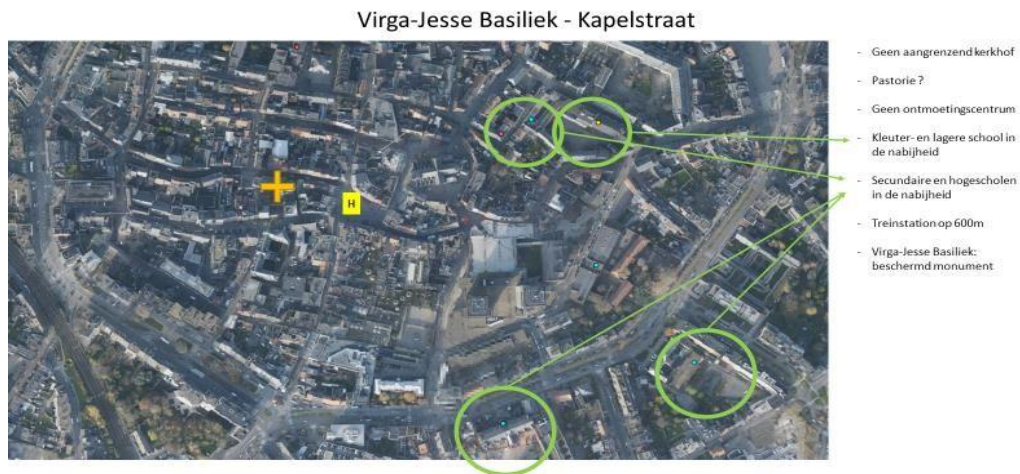 Virga-Jesse Basiliek - Kapelstraat
- Geen aangrenzend kerkhof
- Pastorie ?
- Geen ontmoetingscentrum
- Kleuter- en lagere school in
de nabijheid
- Secundaire en hogescholen
in de nabijheid
- Treinstation op 600m
- Virga-Jesse Basiliek:
beschermd monument
H